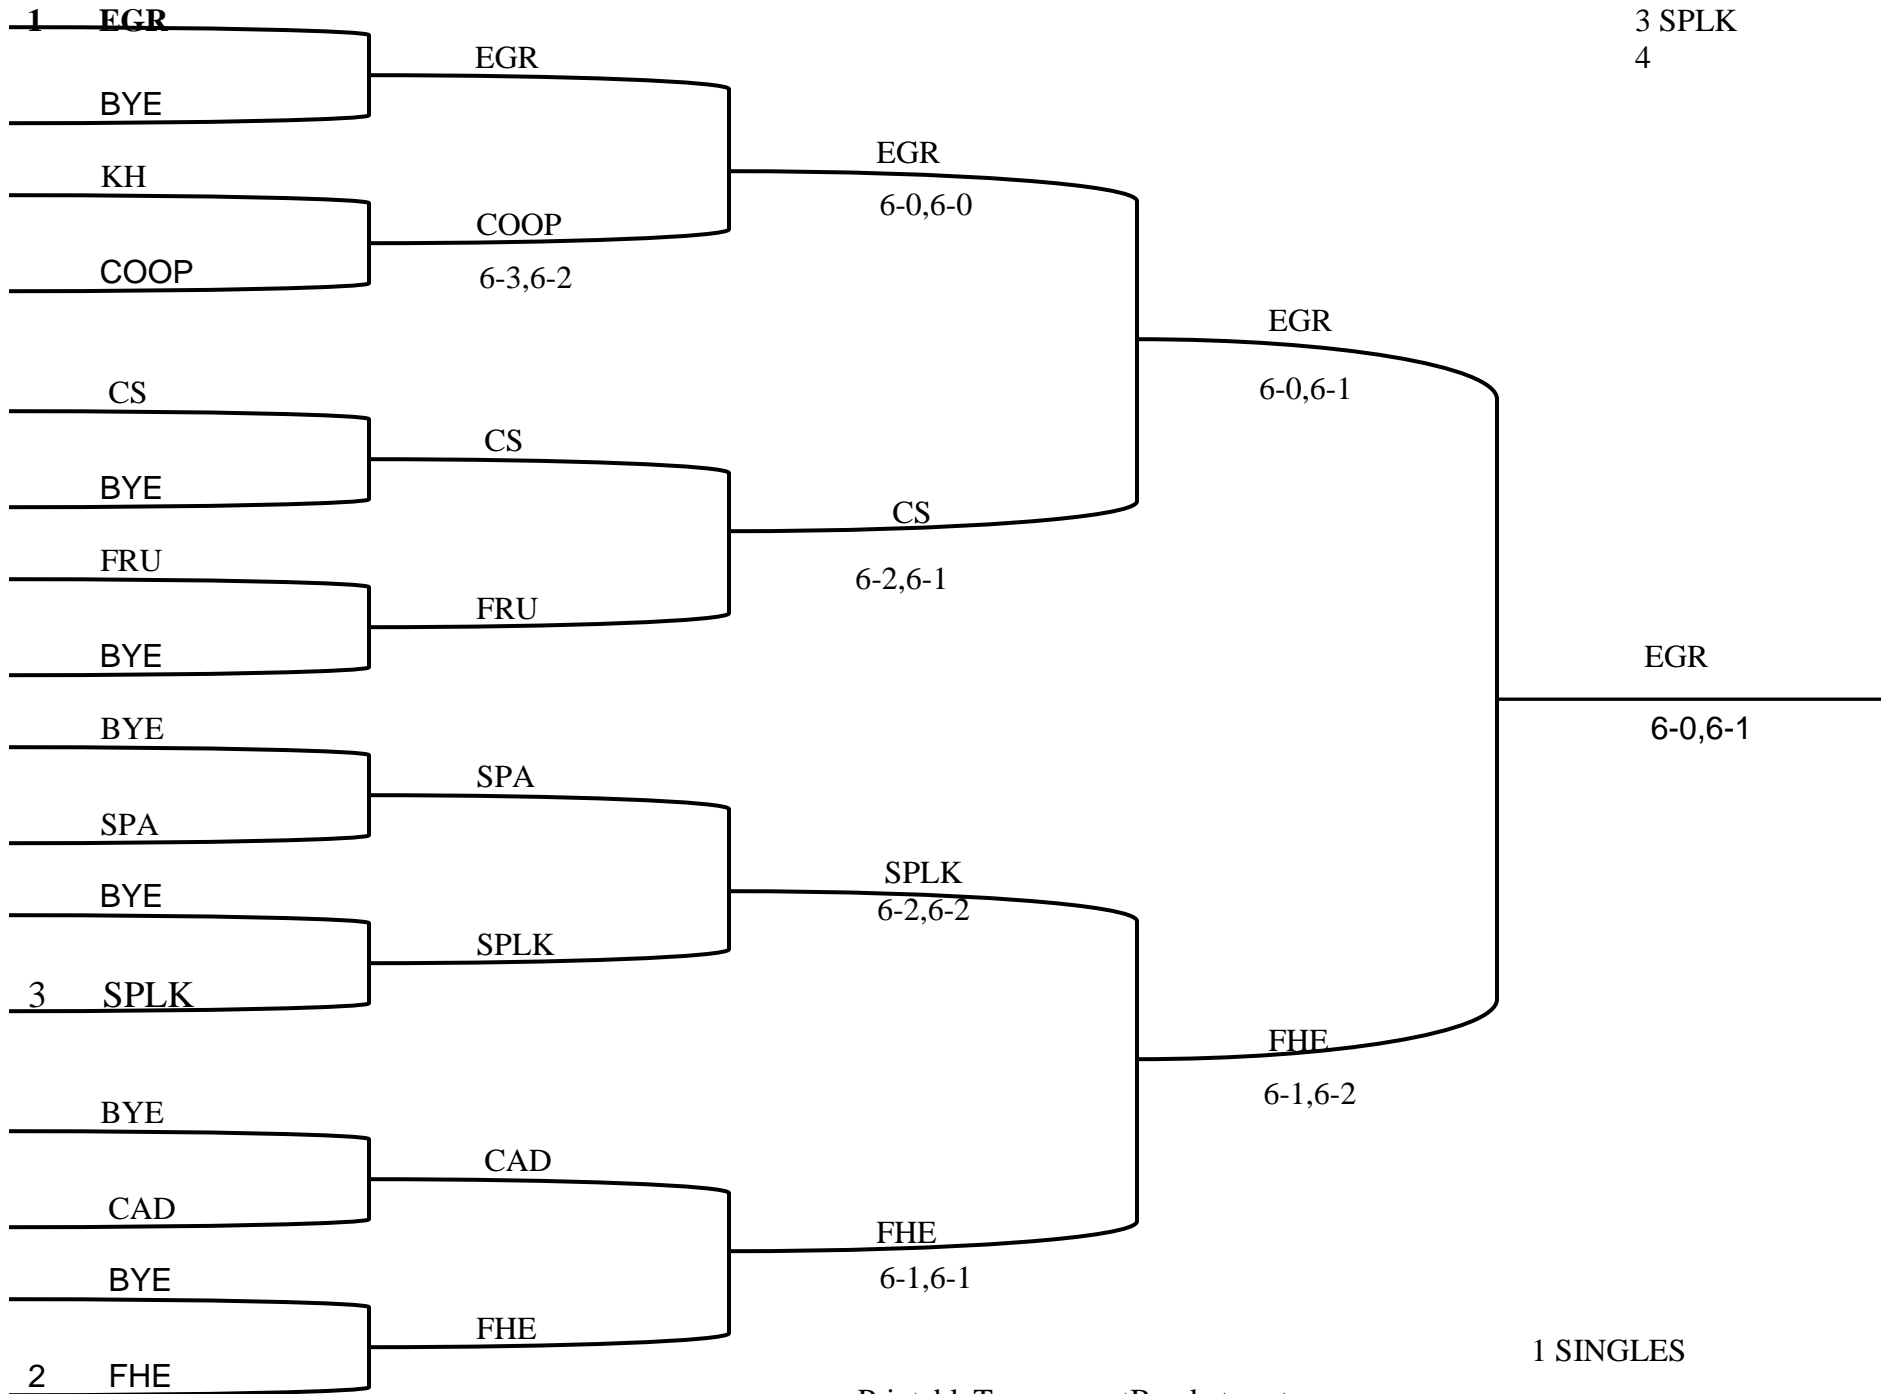 1 EGR
3 SPLK
4
EGR
BYE
EGR
6-0,6-0
KH
COOP
6-3,6-2
COOP
EGR
6-0,6-1
CS
CS
BYE
CS
6-2,6-1
FRU
FRU
BYE
EGR
6-0,6-1
BYE
SPA
SPA
SPLK
6-2,6-2
BYE
SPLK
3 SPLK
FHE
6-1,6-2
BYE
CAD
CAD
FHE
6-1,6-1
BYE
FHE
2 FHE
1 SINGLES